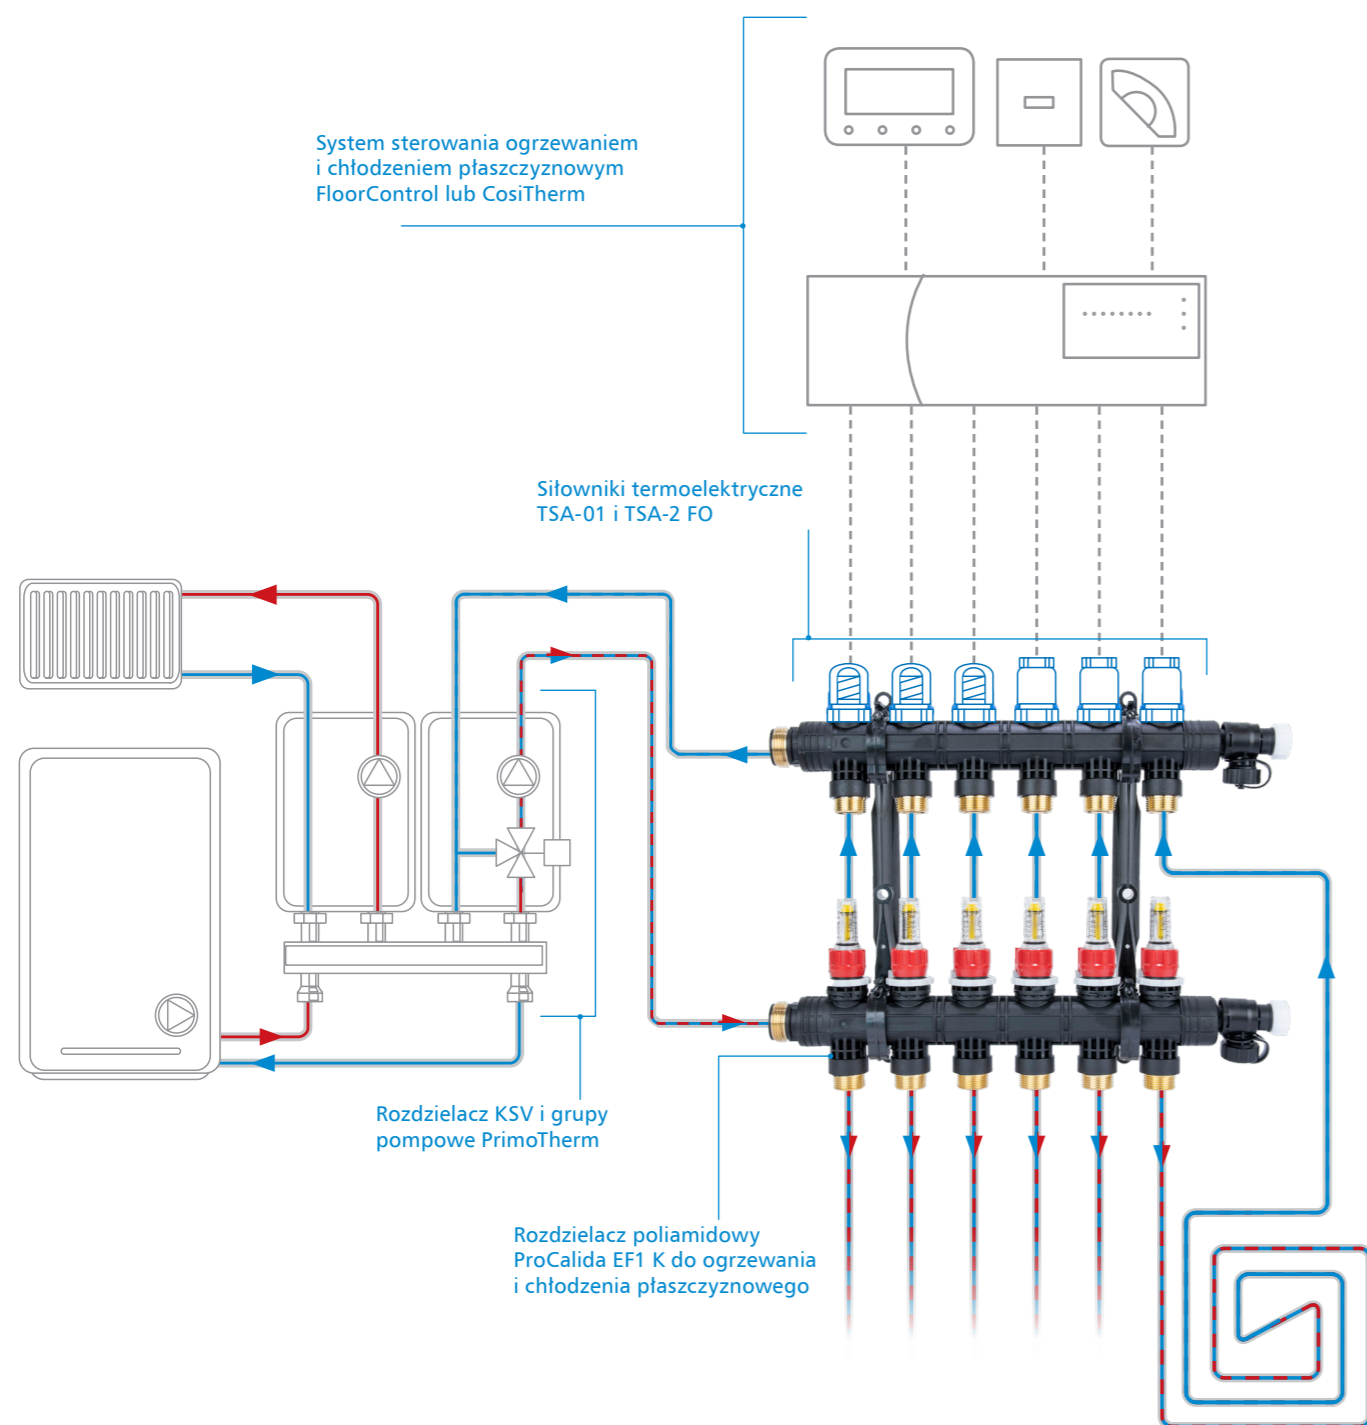 System sterowania ogrzewaniem
i chłodzeniem płaszczyznowym
FloorControl lub CosiTherm
Siłowniki termoelektryczne
TSA-01 i TSA-2 FO
Rozdzielacz KSV i grupy
pompowe PrimoTherm
Rozdzielacz poliamidowy
ProCalida EF1 K do ogrzewania
i chłodzenia płaszczyznowego